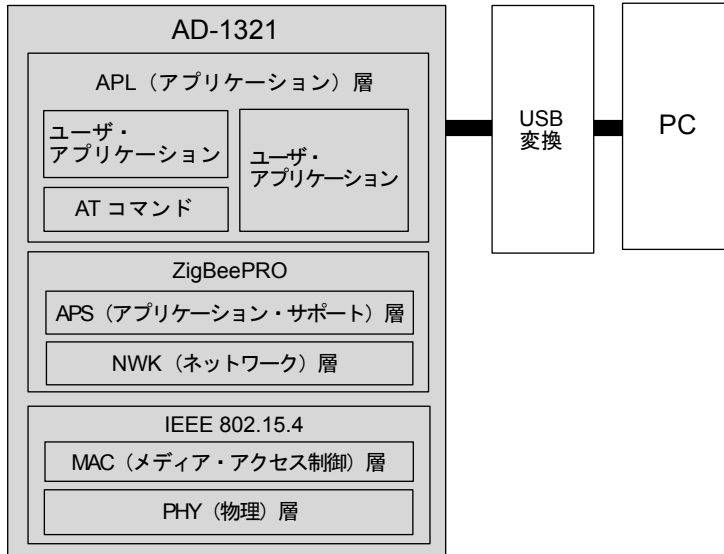 AD-1321
APL（アプリケーション）層
ユーザ・
アプリケーション
AT コマンド
ユーザ・
アプリケーション
ZigBeePRO
APS（アプリケーション・サポート）層
NWK（ネットワーク）層
IEEE 802.15.4
MAC（メディア・アクセス制御）層
PHY（物理）層
USB
変換
PC